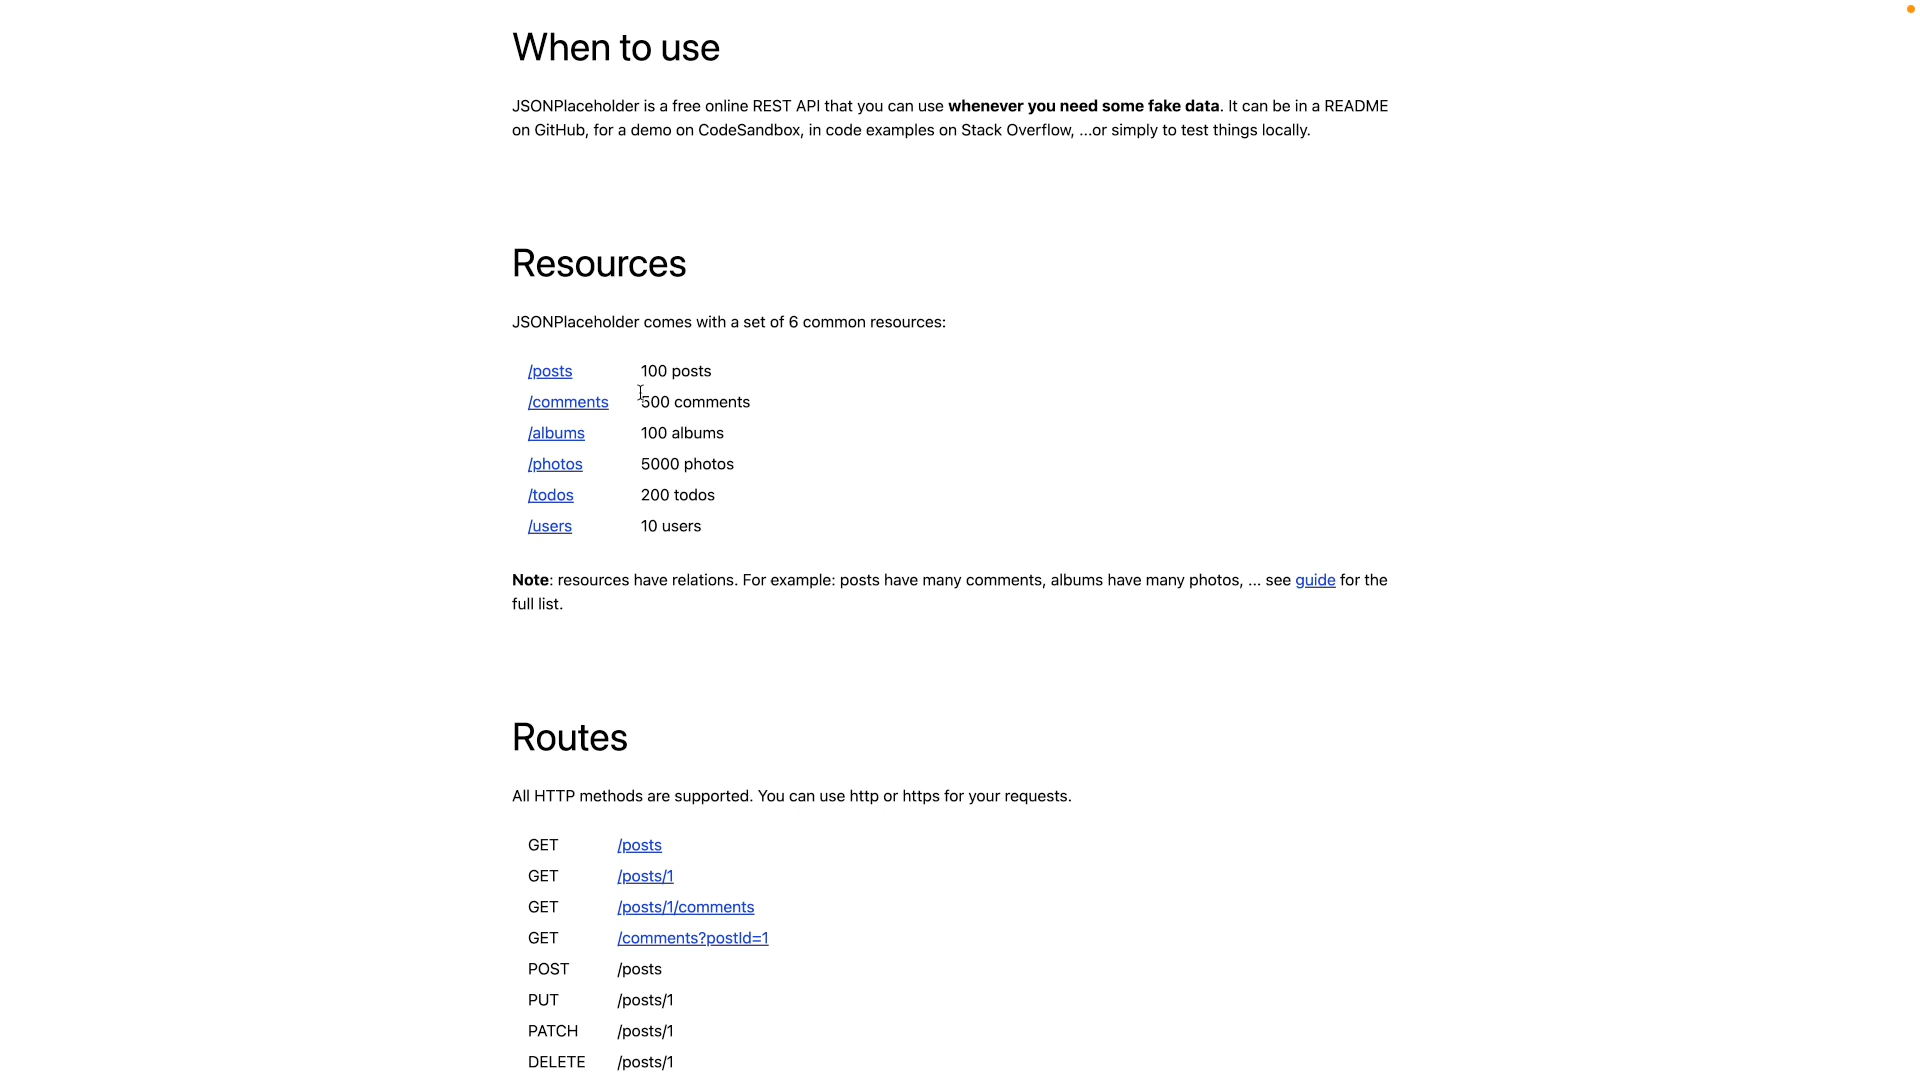 When to use
JSONPlaceholder is a free online REST API that you can use whenever you need some fake data. It can be in a README
on GitHub, for a demo on CodeSandbox, in code examples on Stack Overflow, ...or simply to test things locally.
Resources
JSONPlaceholder comes with a set of 6 common resources:
/posts 100 posts
/comments 500 comments
/albums 100 albums
/photos 5000 photos
/todos 200 todos
/users 10 users
Note: resources have relations. For example: posts have many comments, albums have many photos, ... see guide for the
full list.
Routes
All HTTP methods are supported. You can use http or https for your requests.
GET /posts
GET /posts/1
GET /posts/1/comments
GET /comments?postId=1
POST /posts
PUT /posts/1
PATCH /posts/1
DELETE /posts/1